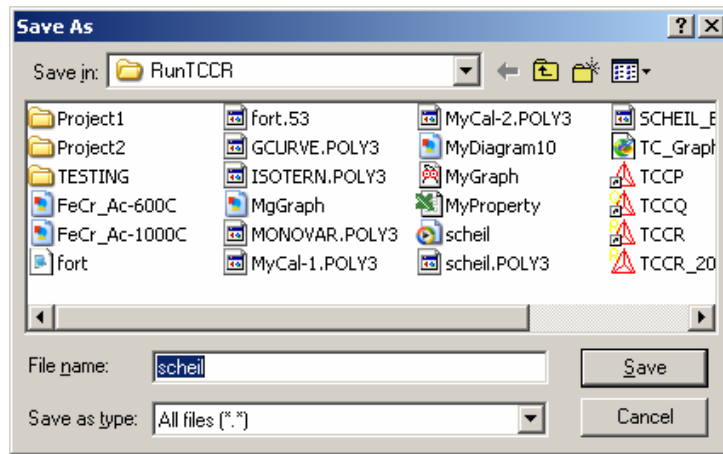 Save As
Save in: RunTCCR
Project1 fort.53 MyCal-2.POLY3 SCHEIL_E
Project2 GCURVE.POLY3 MyDiagram10 TC_Graph
TESTING ISOTERN.POLY3 MyGraph TCCP
FeCr_Ac-600C MgGraph MyProperty TCCQ
FeCr_Ac-1000C MONOVAR.POLY3 scheil TCCR
fort MyCal-1.POLY3 scheil.POLY3 TCCR_20
File name: scheil Save
Save as type: All files (*.*) Cancel